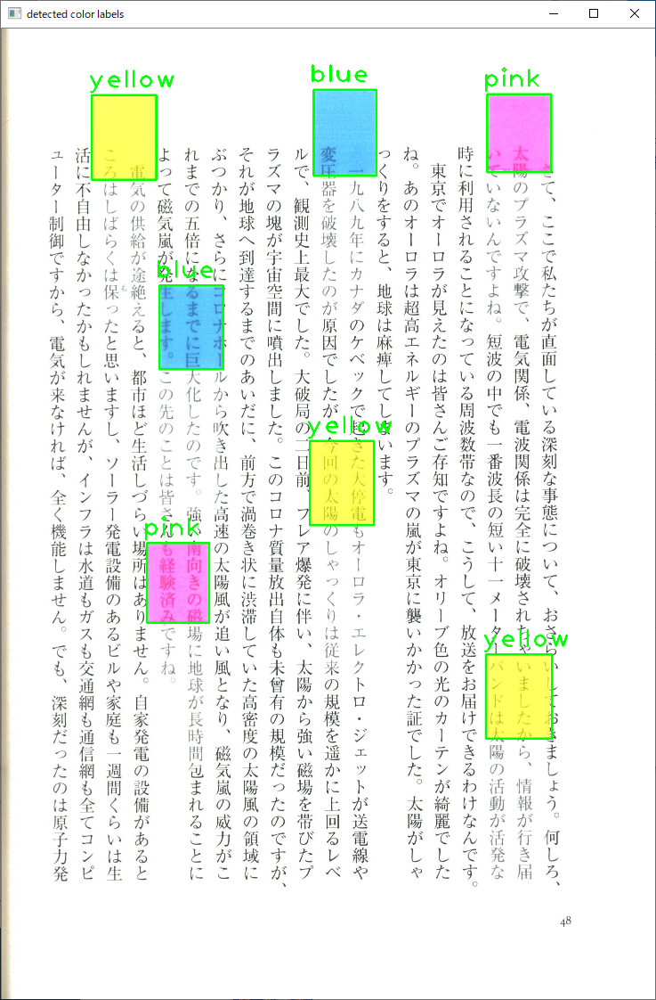 detected color labels
yellow
blue
pink
blue
yellow
pink
yellow
さて、ここで私たちが直面している深刻な事態について、おさらいしておきましょう。何しろ、
太陽のプラズマ攻撃で、電気関係、電波関係は完全に破壊されちゃいましたから、情報が行き届
いていないんですよね。短波の中でも一番波長の短い十一メーターバンドは太陽の活動が活発な
時に利用されることになっている周波数帯なので、こうして、放送をお届けできるわけなんです。
東京でオーロラが見えたのは皆さんご存知ですよね。オリーブ色の光のカーテンが綺麗でした
ね。あのオーロラは超高エネルギーのプラズマの嵐が東京に襲いかかった証でした。太陽がしゃ
っくりをすると、地球は麻痺してしまいます。
一九八九年にカナダのケベックで起きた大停電もオーロラ・エレクトロ・ジェットが送電線や
変圧器を破壊したのが原因でしたが、今回の太陽のしゃっくりは従来の規模を遥かに上回るレベ
ルで、観測史上最大でした。大破局の二日前、フレア爆発に伴い、太陽から強い磁場を帯びたプ
ラズマの塊が宇宙空間に噴出しました。このコロナ質量放出自体も未曾有の規模だったのですが、
それが地球へ到達するまでのあいだに、前方で渦巻き状に渋滞していた高密度の太陽風の領域に
ぶつかり、さらにコロナホールから吹き出した高速の太陽風が追い風となり、磁気嵐の威力がこ
れまでの五倍になるまでに巨大化したのです。強い南向きの磁場に地球が長時間包まれることに
よって磁気嵐が発生します。この先のことは皆さんも経験済みですね。
電気の供給が途絶えると、都市ほど生活しづらい場所はありません。自家発電の設備があると
ころはしばらくは保ったと思いますし、ソーラー発電設備のあるビルや家庭も一週間くらいは生
活に不自由しなかったかもしれませんが、インフラは水道もガスも交通網も通信網も全てコンピ
ューター制御ですから、電気が来なければ、全く機能しません。でも、深刻だったのは原子力発
48